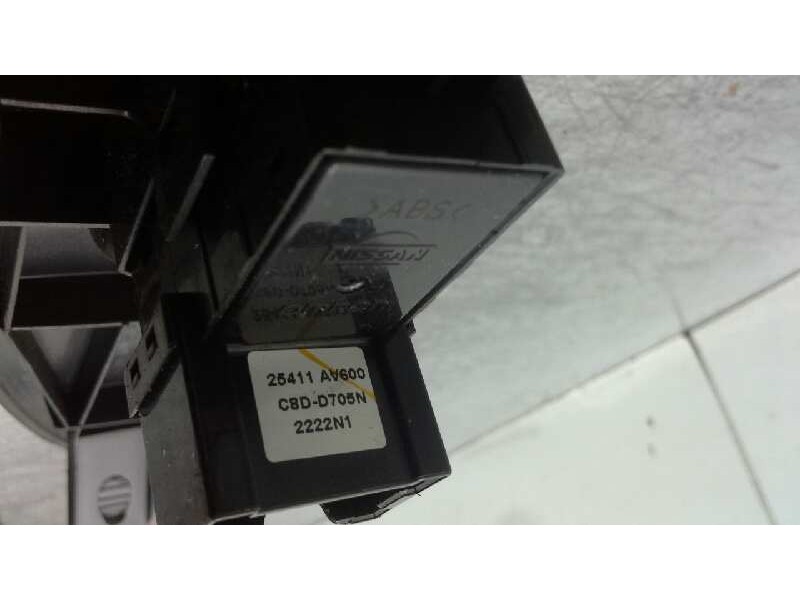 >ABS<
NISSAN
25411 AV600
C8D-D705N
2222N1